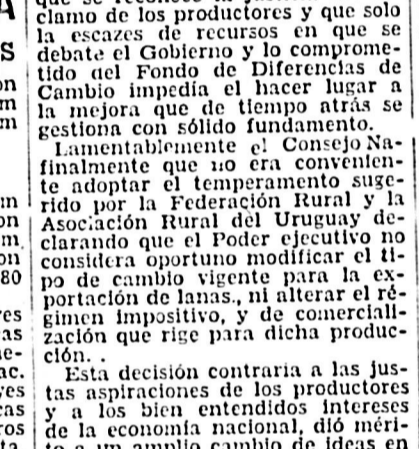 que se reconoce la
clamo de los productores y que solo
la escazes de recursos en que se
debate el Gobierno y lo comprome-
tido del Fondo de Diferencias de
Cambio impedía el hacer lugar a
la mejora que de tiempo atrás se
gestiona con sólido fundamento.
Lamentablemente el Consejo Na-
finalmente que no era convenien-
te adoptar el temperamento suge-
rido por la Federación Rural y la
Asociación Rural del Uruguay de-
clarando que el Poder ejecutivo no
considera oportuno modificar el ti-
po de cambio vigente para la ex-
portación de lanas., ni alterar el ré-
gimen impositivo, y de comerciali-
zación que rige para dicha produc-
ción. .
Esta decisión contraria a las jus-
tas aspiraciones de los productores
y a los bien entendidos intereses
de la economía nacional, dió méri-
to a un amplio cambio de ideas en